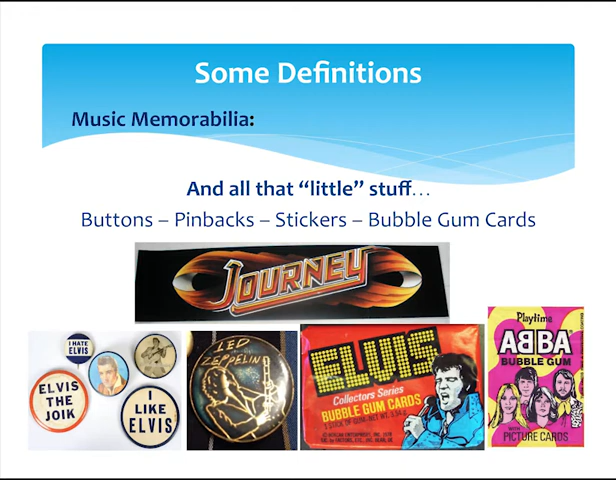 Some Definitions
Music Memorabilia:
And all that “little” stuff…
Buttons – Pinbacks – Stickers – Bubble Gum Cards
JOURNEY
I HATE
ELVIS
ELVIS
THE
JOIK
I
LIKE
ELVIS
LED
ZEPPELIN
ELVIS
Collectors Series
BUBBLE GUM CARDS
Playtime
ABBA
BUBBLE GUM
WITH
PICTURE CARDS